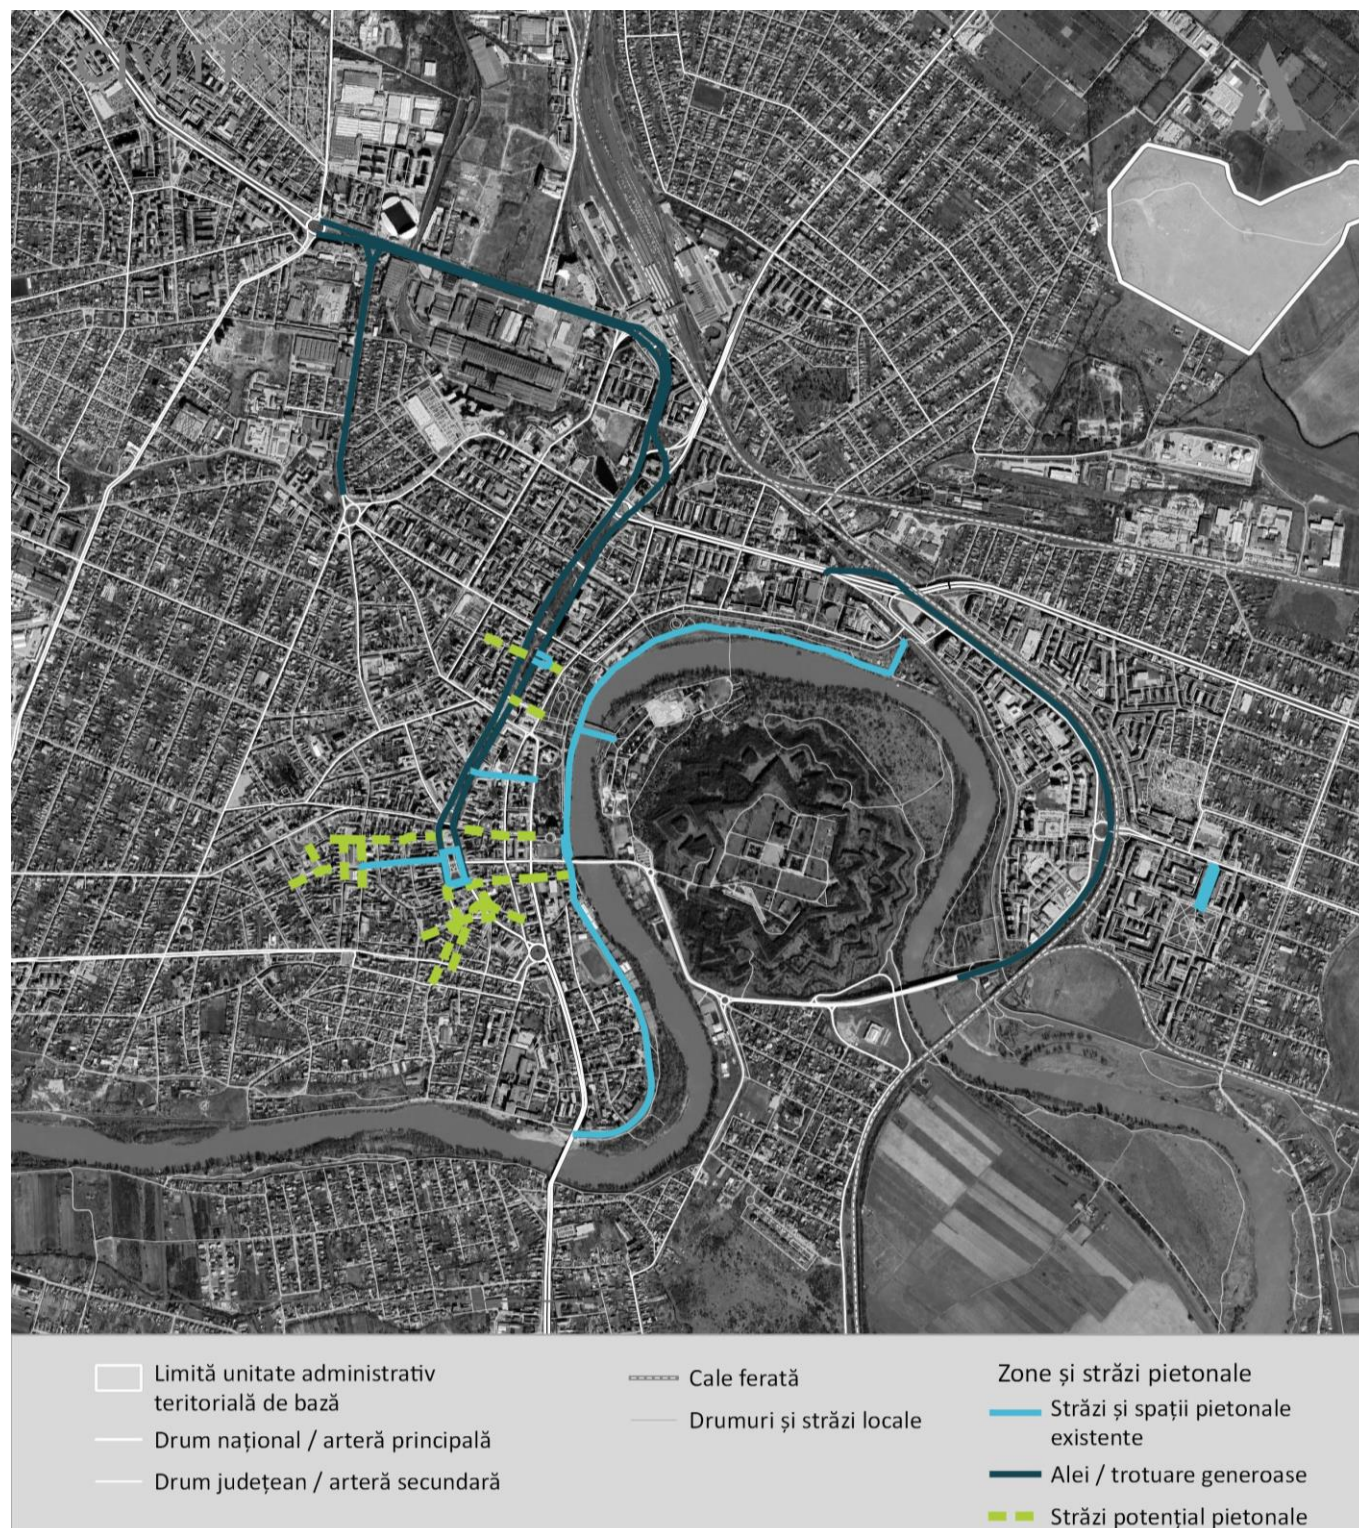 CIVITTA
Limită unitate administrativ
teritorială de bază
Drum național / arteră principală
Drum județean / arteră secundară
Cale ferată
Drumuri și străzi locale
Zone și străzi pietonale
Străzi și spații pietonale
existente
Alei / trotuare generoase
Străzi potențial pietonale